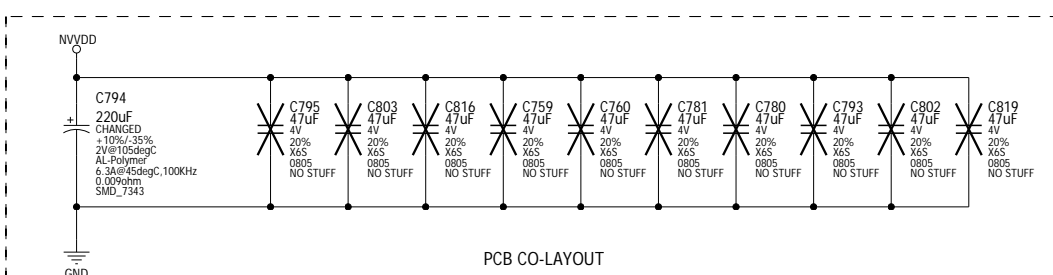 NVVDD
C794
220uF
CHANGED
+10%/-35%
2V@105degC
AL-Polymer
6.3A@45degC,100KHz
0.009ohm
SMD_7343
+
C795
47uF
4V
20%
X6S
0805
NO STUFF
C803
47uF
4V
20%
X6S
0805
NO STUFF
C816
47uF
4V
20%
X6S
0805
NO STUFF
C759
47uF
4V
20%
X6S
0805
NO STUFF
C760
47uF
4V
20%
X6S
0805
NO STUFF
C781
47uF
4V
20%
X6S
0805
NO STUFF
C780
47uF
4V
20%
X6S
0805
NO STUFF
C793
47uF
4V
20%
X6S
0805
NO STUFF
C802
47uF
4V
20%
X6S
0805
NO STUFF
C819
47uF
4V
20%
X6S
0805
NO STUFF
PCB CO-LAYOUT
GND